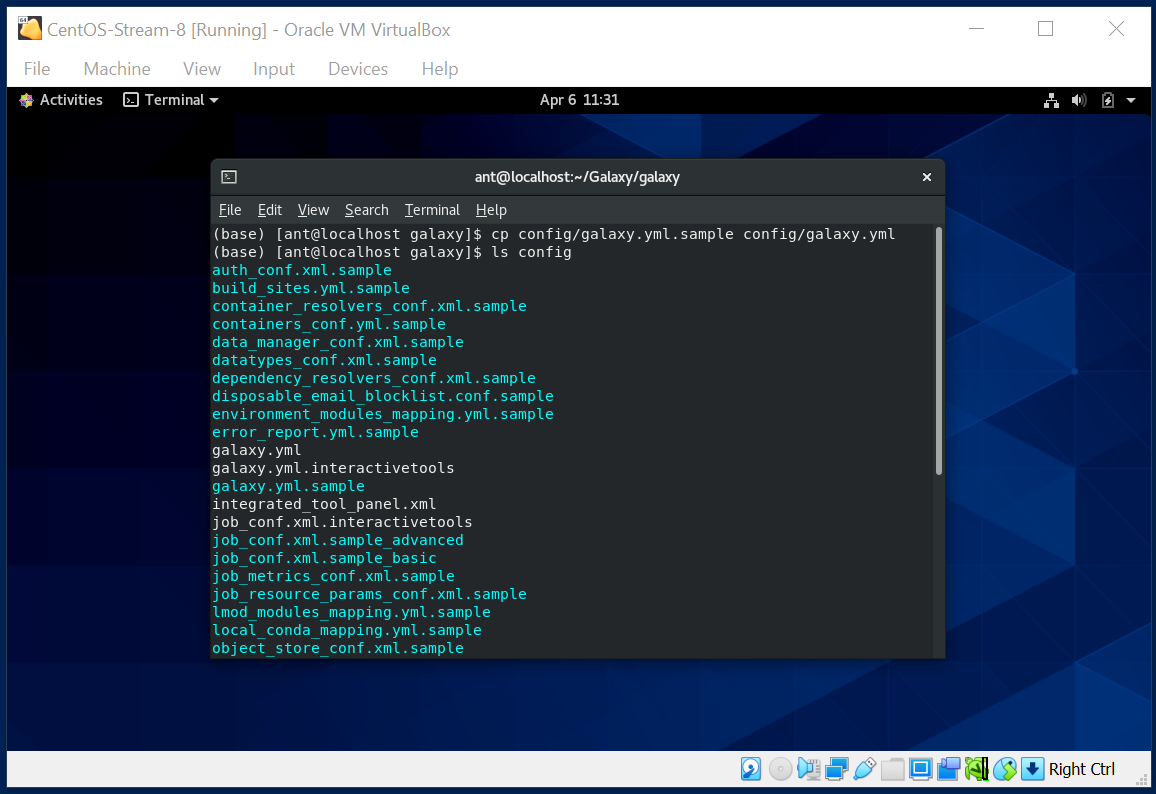 CentOS-Stream-8 [Running] - Oracle VM VirtualBox
File Machine View Input Devices Help
Activities Terminal Apr 6 11:31
ant@localhost:~/Galaxy/galaxy
File Edit View Search Terminal Help
(base) [ant@localhost galaxy]$ cp config/galaxy.yml.sample config/galaxy.yml
(base) [ant@localhost galaxy]$ ls config
auth_conf.xml.sample
build_sites.yml.sample
container_resolvers_conf.xml.sample
containers_conf.yml.sample
data_manager_conf.xml.sample
datatypes_conf.xml.sample
dependency_resolvers_conf.xml.sample
disposable_email_blocklist.conf.sample
environment_modules_mapping.yml.sample
error_report.yml.sample
galaxy.yml
galaxy.yml.interactivetools
galaxy.yml.sample
integrated_tool_panel.xml
job_conf.xml.interactivetools
job_conf.xml.sample_advanced
job_conf.xml.sample_basic
job_metrics_conf.xml.sample
job_resource_params_conf.xml.sample
lmod_modules_mapping.yml.sample
local_conda_mapping.yml.sample
object_store_conf.xml.sample
Right Ctrl